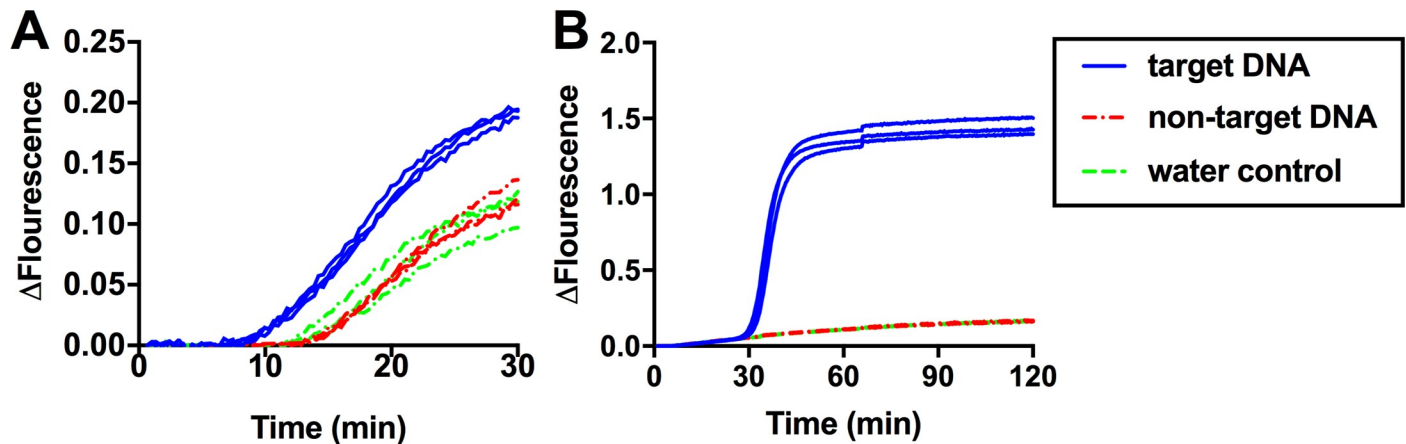 A
ΔFlourescence
0.25
0.20
0.15
0.10
0.05
0.00
0 10 20 30
Time (min)
B
ΔFlourescence
2.0
1.5
1.0
0.5
0.0
0 30 60 90 120
Time (min)
target DNA
non-target DNA
water control